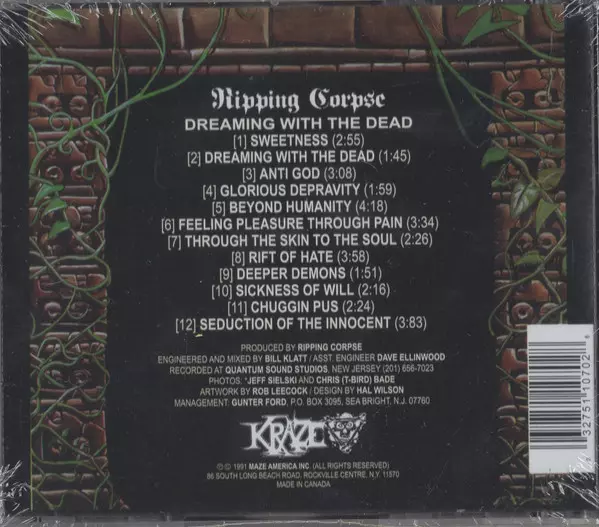 Ripping Corpse
DREAMING WITH THE DEAD
[1] SWEETNESS (2:55)
[2] DREAMING WITH THE DEAD (1:45)
[3] ANTI GOD (3:08)
[4] GLORIOUS DEPRAVITY (1:59)
[5] BEYOND HUMANITY (4:18)
[6] FEELING PLEASURE THROUGH PAIN (3:34)
[7] THROUGH THE SKIN TO THE SOUL (2:26)
[8] RIFT OF HATE (3:58)
[9] DEEPER DEMONS (1:51)
[10] SICKNESS OF WILL (2:16)
[11] CHUGGIN PUS (2:24)
[12] SEDUCTION OF THE INNOCENT (3:83)
PRODUCED BY RIPPING CORPSE
ENGINEERED AND MIXED BY BILL KLATT / ASST. ENGINEER DAVE ELLINWOOD
RECORDED AT QUANTUM SOUND STUDIOS, NEW JERSEY (201) 656-7023
PHOTOS: *JEFF SIELSKI AND CHRIS (T-BIRD) BADE
ARTWORK BY ROB LEECOCK / DESIGN BY HAL WILSON
MANAGEMENT: GUNTER FORD, P.O. BOX 3095, SEA BRIGHT, N.J. 07760
KRAZE
℗ © 1991 MAZE AMERICA INC. (ALL RIGHTS RESERVED)
86 SOUTH LONG BEACH ROAD, ROCKVILLE CENTRE, N.Y. 11570
MADE IN CANADA
32751 10702